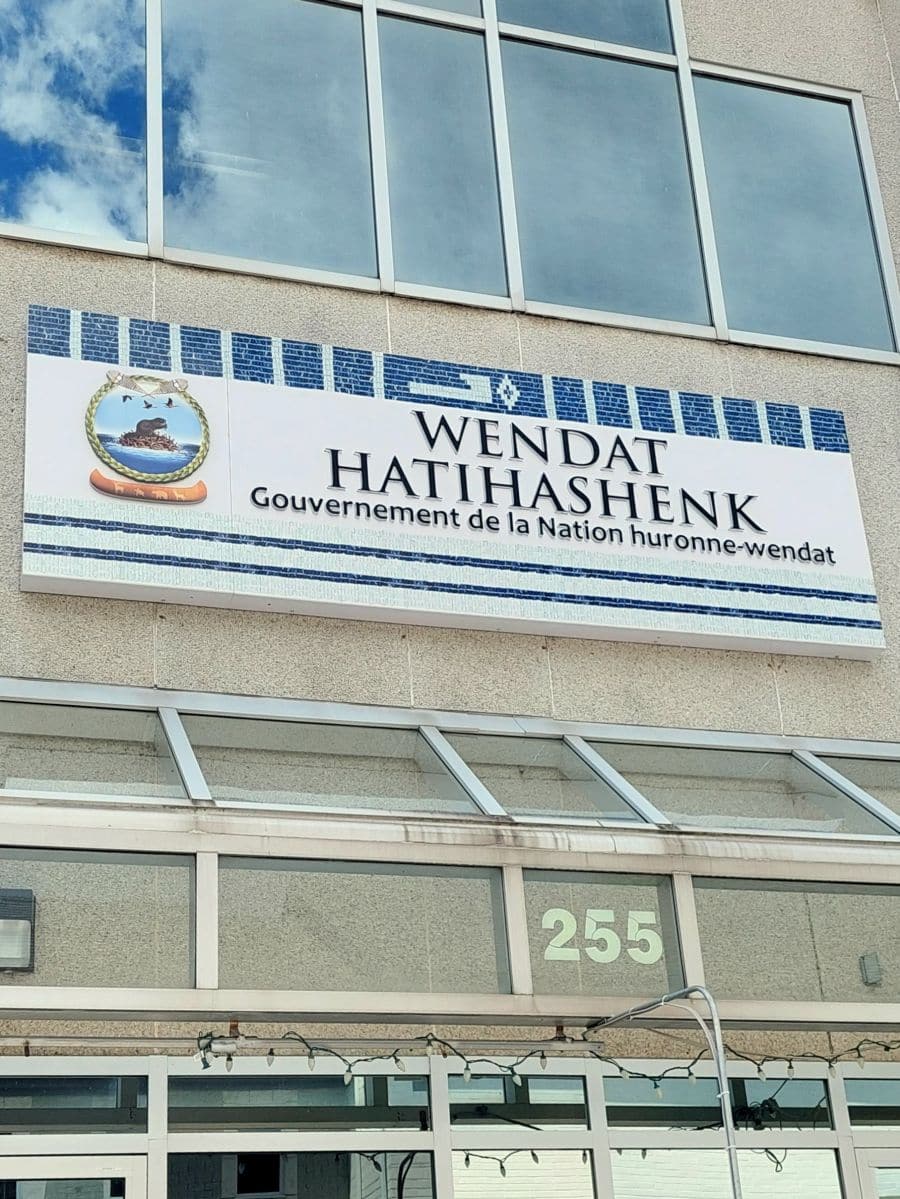 WENDAT
HATIHASHENK
Gouvernement de la Nation huronne-wendat
255